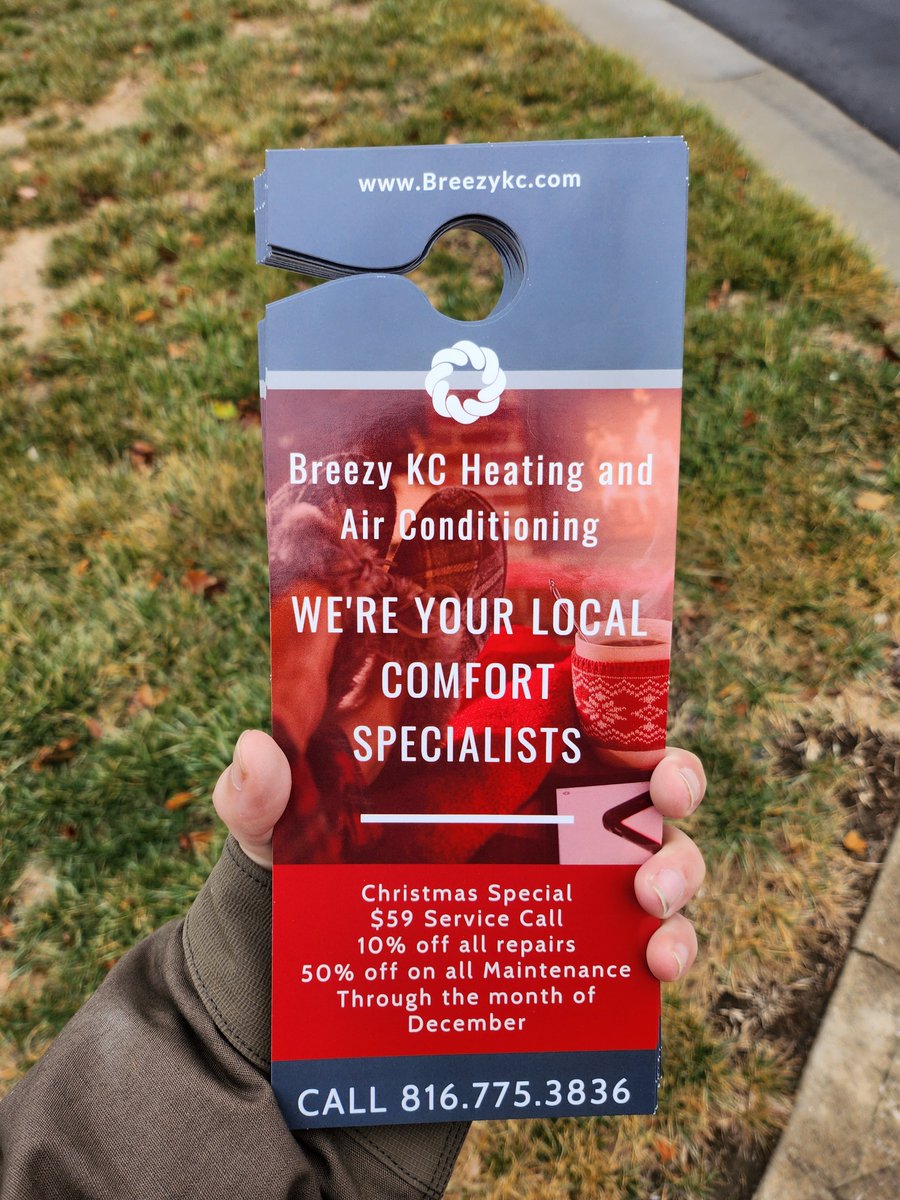 www.Breezykc.com
Breezy KC Heating and
Air Conditioning
WE'RE YOUR LOCAL
COMFORT
SPECIALISTS
Christmas Special
$59 Service Call
10% off all repairs
50% off on all Maintenance
Through the month of
December
CALL 816.775.3836